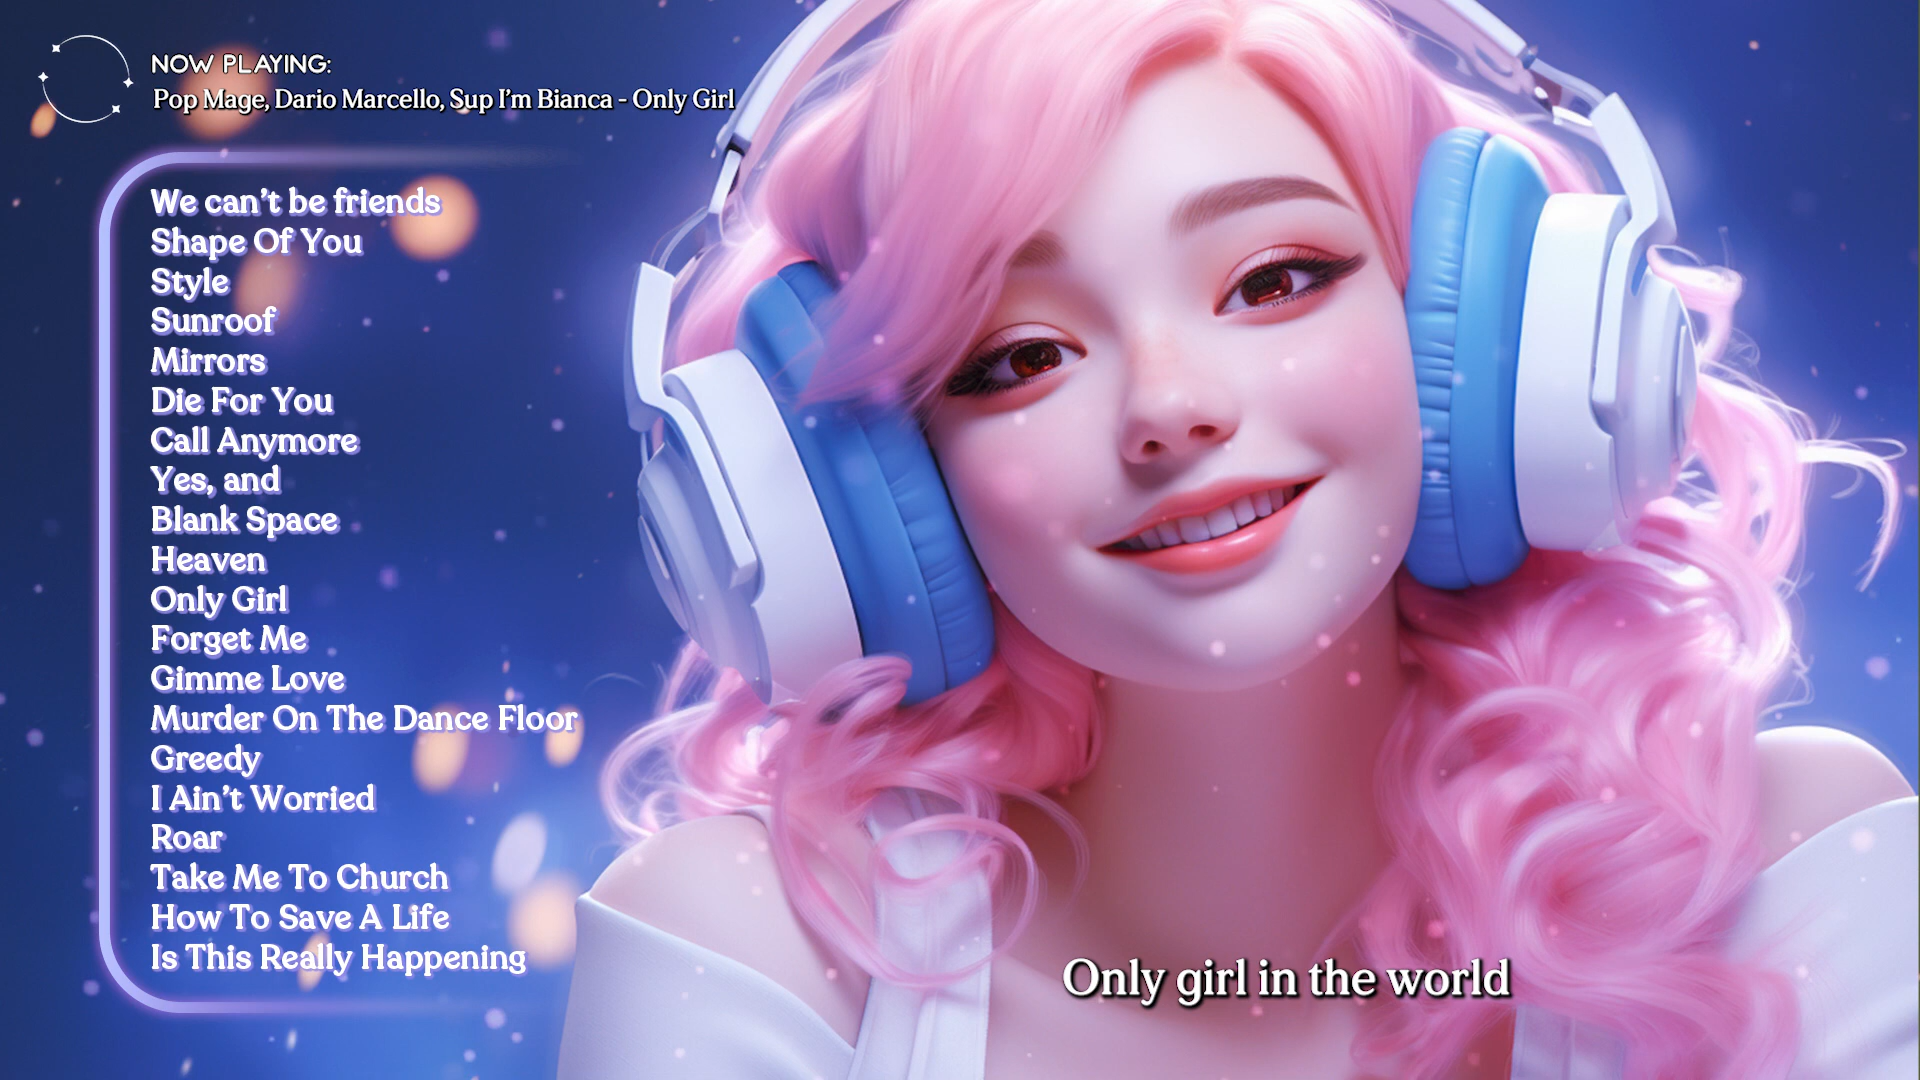 NOW PLAYING:
Pop Mage, Dario Marcello, Sup I'm Bianca - Only Girl
We can't be friends
Shape Of You
Style
Sunroof
Mirrors
Die For You
Call Anymore
Yes, and
Blank Space
Heaven
Only Girl
Forget Me
Gimme Love
Murder On The Dance Floor
Greedy
I Ain't Worried
Roar
Take Me To Church
How To Save A Life
Is This Really Happening
Only girl in the world